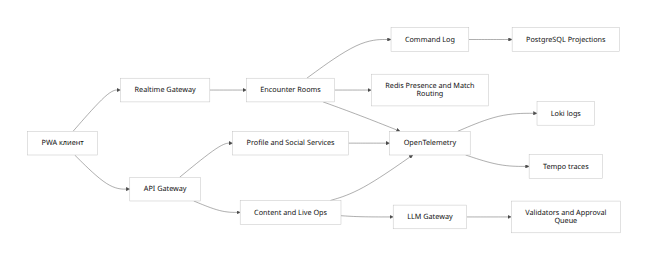 Command Log
PostgreSQL Projections
Realtime Gateway
Encounter Rooms
Redis Presence and Match
Routing
Loki logs
PWA клиент
Profile and Social Services
OpenTelemetry
Tempo traces
API Gateway
Content and Live Ops
LLM Gateway
Validators and Approval
Queue